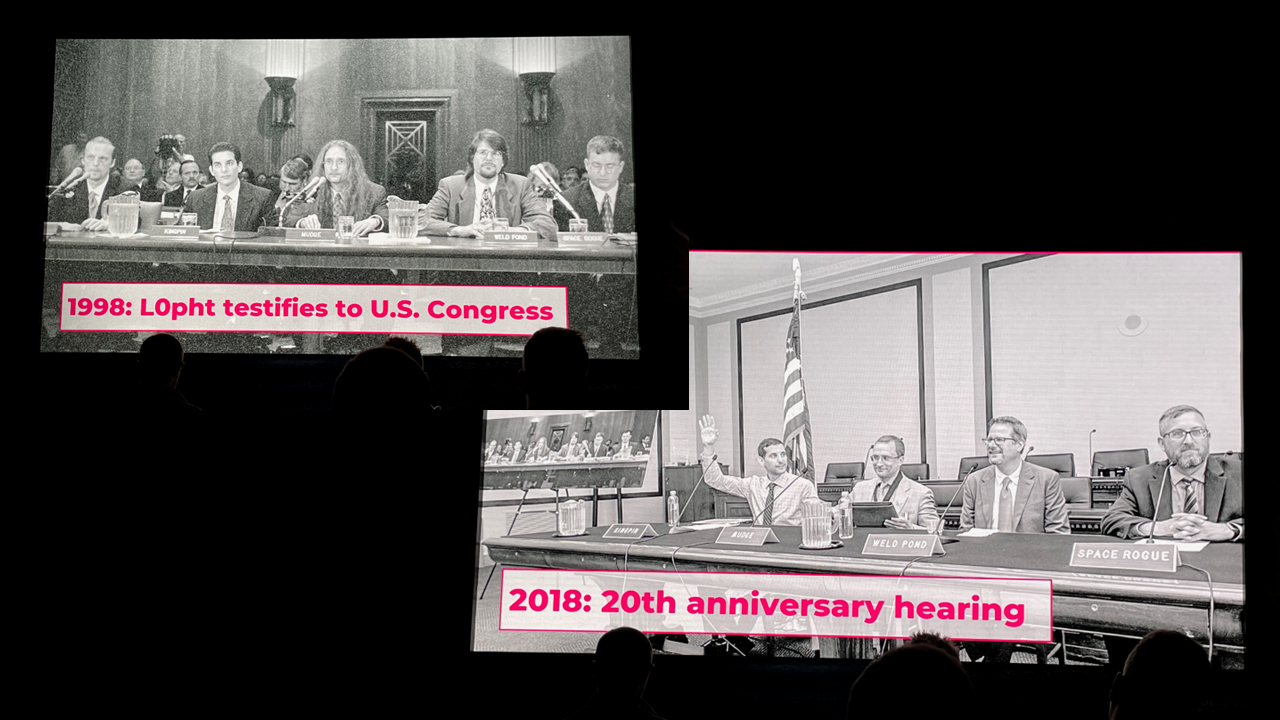 KINGPIN
MUDGE
WELD POND
SPACE ROGUE
1998: L0pht testifies to U.S. Congress
KINGPIN
MUDGE
WELD POND
SPACE ROGUE
2018: 20th anniversary hearing